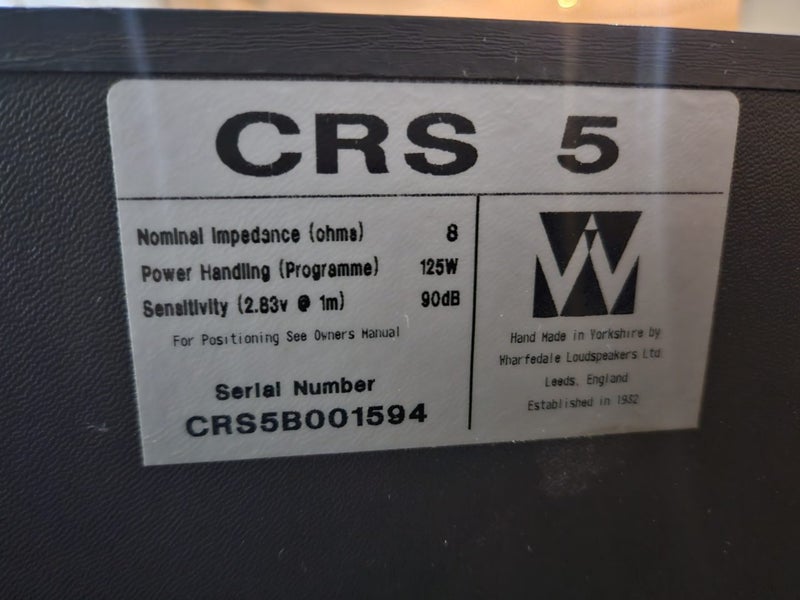 CRS 5
Nominal Impedance (ohms) 8
Power Handling (Programme) 125W
Sensitivity (2.83v @ 1m) 90dB
For Positioning See Owners Manual
Serial Number
CRS5B001594
W
Hand Made in Yorkshire by
Wharfedale Loudspeakers Ltd
Leeds, England
Established in 1932